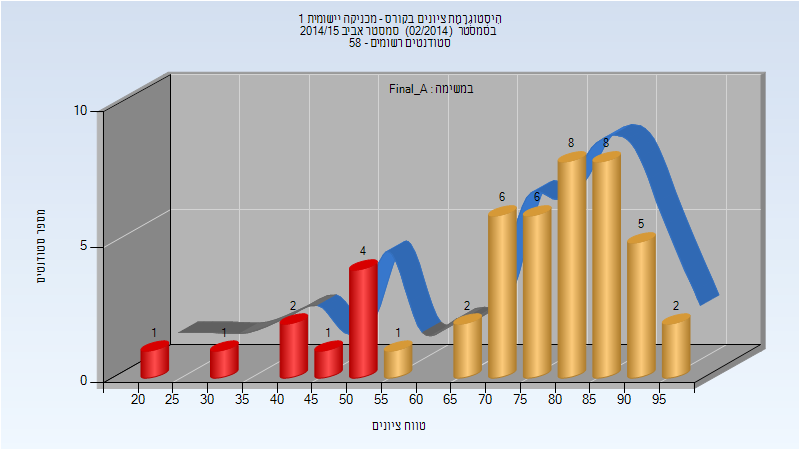 היסטוגרמת ציונים בקורס - מכניקה יישומית 1
בסמסטר (02/2014) סמסטר אביב 2014/15
סטודנטים רשומים - 58
במשימה : Final_A
מספר סטודנטים
10
5
0
1
1
2
1
4
1
2
6
6
8
8
5
2
20 25 30 35 40 45 50 55 60 65 70 75 80 85 90 95
טווח ציונים